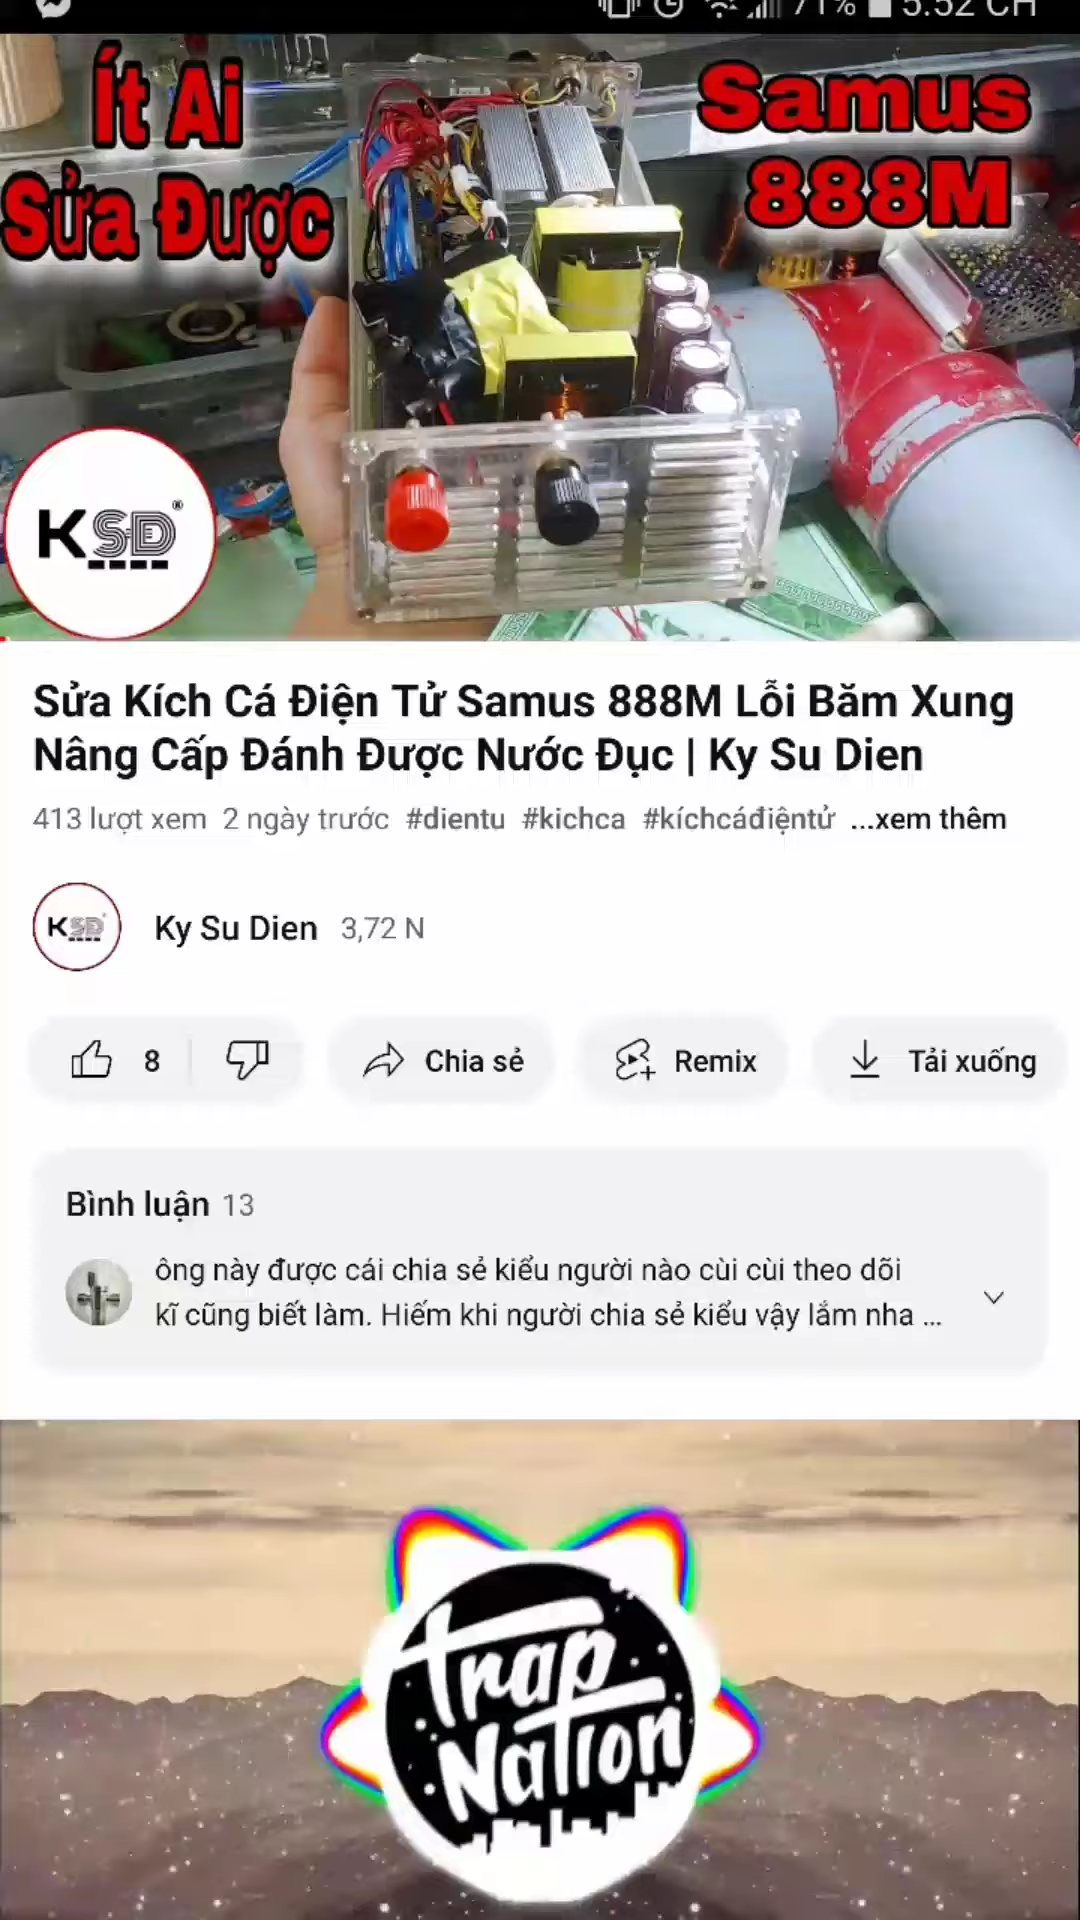 71% 5:52 CH
Ít Ai
Sửa Được
Samus
888M
KSD®
Sửa Kích Cá Điện Tử Samus 888M Lỗi Băm Xung
Nâng Cấp Đánh Được Nước Đục | Ky Su Dien
413 lượt xem 2 ngày trước #dientu #kichca #kíchcáđiệntử ...xem thêm
KSD
Ky Su Dien 3,72 N
8
Chia sẻ
Remix
Tải xuống
Bình luận 13
ông này được cái chia sẻ kiểu người nào cùi cùi theo dõi
kĩ cũng biết làm. Hiếm khi người chia sẻ kiểu vậy lắm nha ...
Trap
Nation